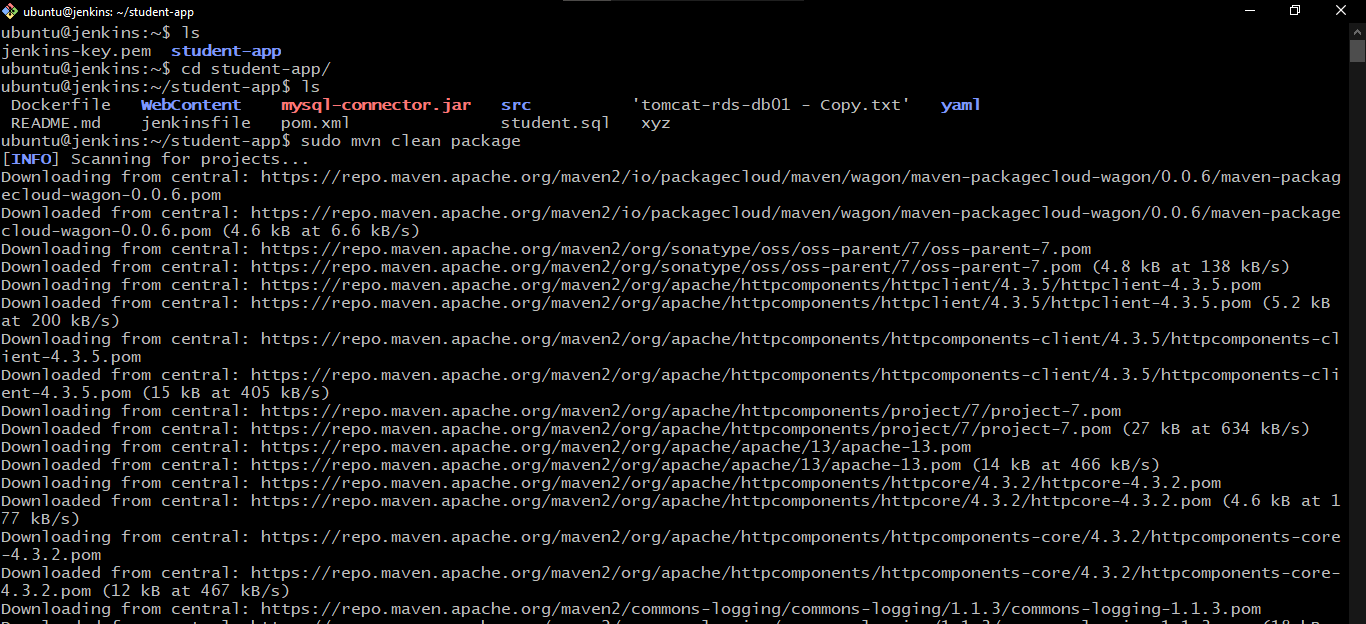 ubuntu@jenkins: ~/student-app
ubuntu@jenkins:~$ ls
jenkins-key.pem  student-app
ubuntu@jenkins:~$ cd student-app/
ubuntu@jenkins:~/student-app$ ls
 Dockerfile   WebContent    mysql-connector.jar   src          'tomcat-rds-db01 - Copy.txt'   yaml
 README.md    jenkinsfile   pom.xml               student.sql   xyz
ubuntu@jenkins:~/student-app$ sudo mvn clean package
[INFO] Scanning for projects...
Downloading from central: https://repo.maven.apache.org/maven2/io/packagecloud/maven/wagon/maven-packagecloud-wagon/0.0.6/maven-packag
ecloud-wagon-0.0.6.pom
Downloaded from central: https://repo.maven.apache.org/maven2/io/packagecloud/maven/wagon/maven-packagecloud-wagon/0.0.6/maven-package
cloud-wagon-0.0.6.pom (4.6 kB at 6.6 kB/s)
Downloading from central: https://repo.maven.apache.org/maven2/org/sonatype/oss/oss-parent/7/oss-parent-7.pom
Downloaded from central: https://repo.maven.apache.org/maven2/org/sonatype/oss/oss-parent/7/oss-parent-7.pom (4.8 kB at 138 kB/s)
Downloading from central: https://repo.maven.apache.org/maven2/org/apache/httpcomponents/httpclient/4.3.5/httpclient-4.3.5.pom
Downloaded from central: https://repo.maven.apache.org/maven2/org/apache/httpcomponents/httpclient/4.3.5/httpclient-4.3.5.pom (5.2 kB
at 200 kB/s)
Downloading from central: https://repo.maven.apache.org/maven2/org/apache/httpcomponents/httpcomponents-client/4.3.5/httpcomponents-cl
ient-4.3.5.pom
Downloaded from central: https://repo.maven.apache.org/maven2/org/apache/httpcomponents/httpcomponents-client/4.3.5/httpcomponents-cli
ent-4.3.5.pom (15 kB at 405 kB/s)
Downloading from central: https://repo.maven.apache.org/maven2/org/apache/httpcomponents/project/7/project-7.pom
Downloaded from central: https://repo.maven.apache.org/maven2/org/apache/httpcomponents/project/7/project-7.pom (27 kB at 634 kB/s)
Downloading from central: https://repo.maven.apache.org/maven2/org/apache/apache/13/apache-13.pom
Downloaded from central: https://repo.maven.apache.org/maven2/org/apache/apache/13/apache-13.pom (14 kB at 466 kB/s)
Downloading from central: https://repo.maven.apache.org/maven2/org/apache/httpcomponents/httpcore/4.3.2/httpcore-4.3.2.pom
Downloaded from central: https://repo.maven.apache.org/maven2/org/apache/httpcomponents/httpcore/4.3.2/httpcore-4.3.2.pom (4.6 kB at 1
77 kB/s)
Downloading from central: https://repo.maven.apache.org/maven2/org/apache/httpcomponents/httpcomponents-core/4.3.2/httpcomponents-core
-4.3.2.pom
Downloaded from central: https://repo.maven.apache.org/maven2/org/apache/httpcomponents/httpcomponents-core/4.3.2/httpcomponents-core-
4.3.2.pom (12 kB at 467 kB/s)
Downloading from central: https://repo.maven.apache.org/maven2/commons-logging/commons-logging/1.1.3/commons-logging-1.1.3.pom